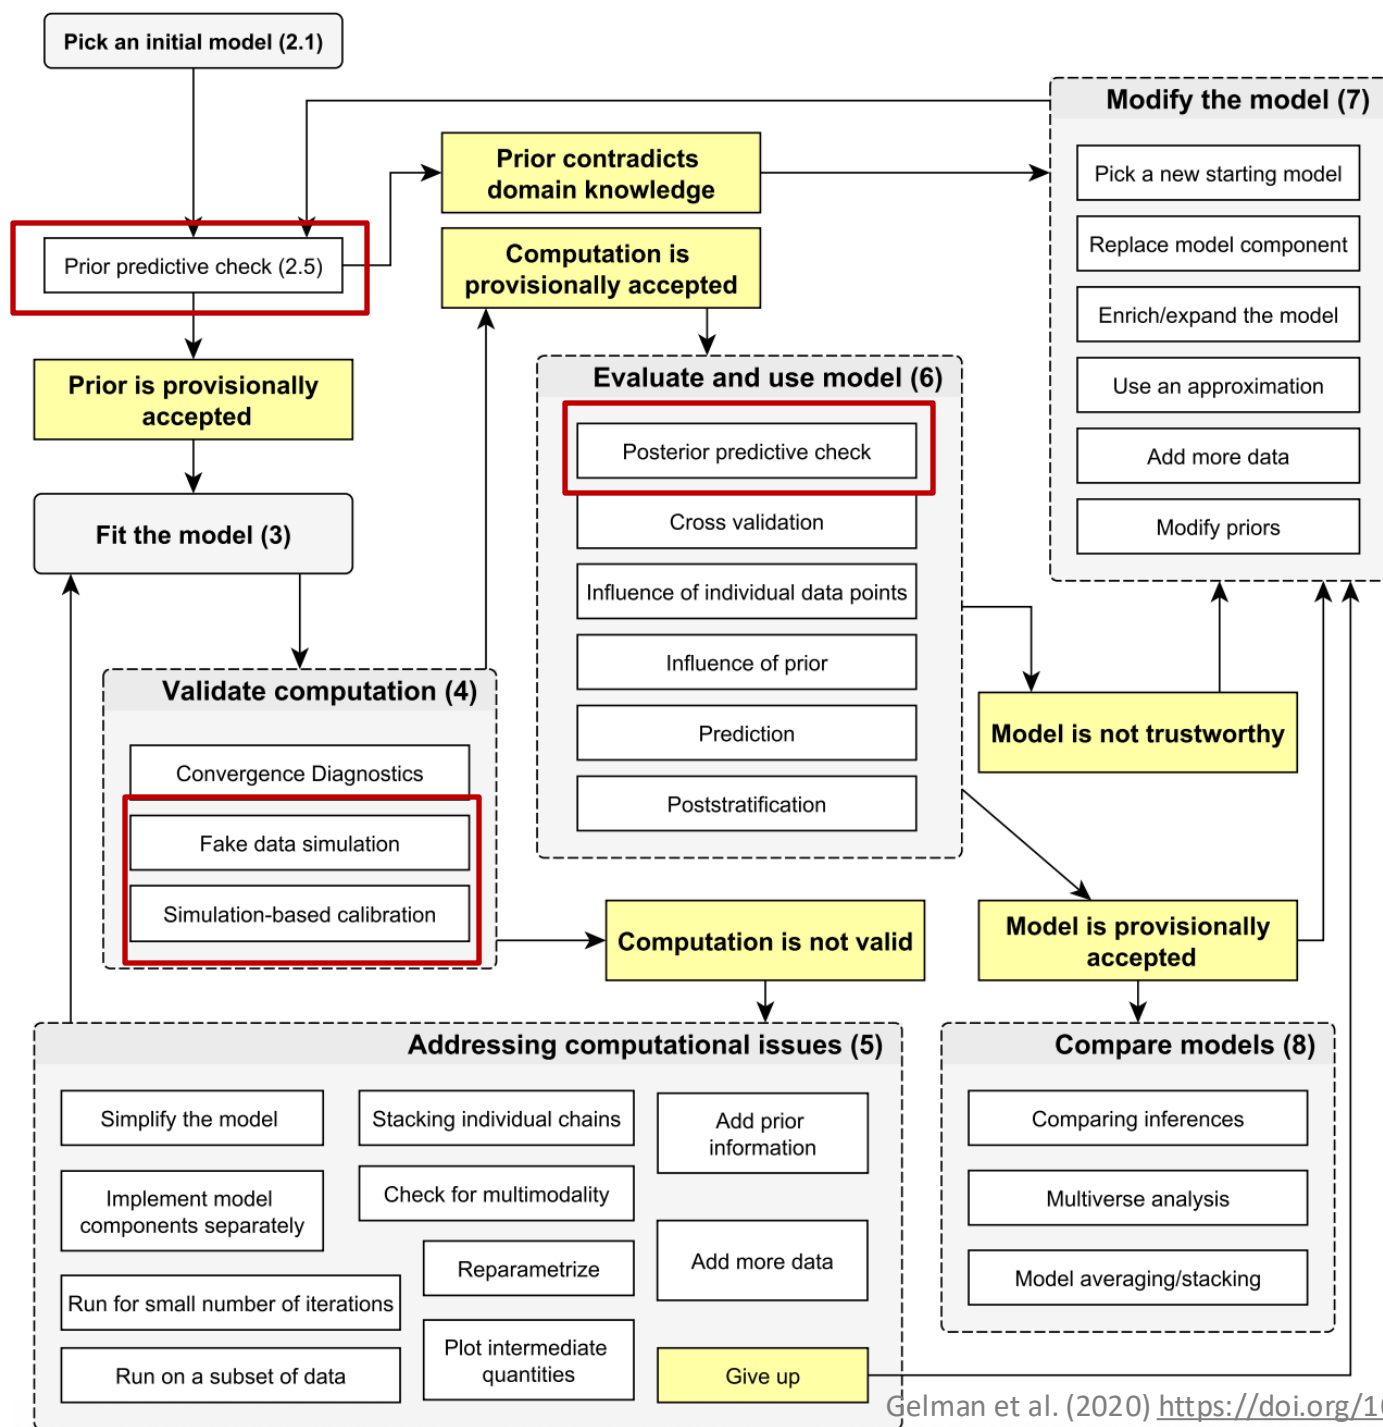 Pick an initial model (2.1)
Prior predictive check (2.5)
Prior is provisionally
accepted
Fit the model (3)
Prior contradicts
domain knowledge
Computation is
provisionally accepted
Validate computation (4)
Convergence Diagnostics
Fake data simulation
Simulation-based calibration
Evaluate and use model (6)
Posterior predictive check
Cross validation
Influence of individual data points
Influence of prior
Prediction
Poststratification
Modify the model (7)
Pick a new starting model
Replace model component
Enrich/expand the model
Use an approximation
Add more data
Modify priors
Model is not trustworthy
Computation is not valid
Model is provisionally
accepted
Addressing computational issues (5)
Simplify the model
Implement model
components separately
Run for small number of iterations
Run on a subset of data
Stacking individual chains
Check for multimodality
Reparametrize
Plot intermediate
quantities
Add prior
information
Add more data
Give up
Compare models (8)
Comparing inferences
Multiverse analysis
Model averaging/stacking
Gelman et al. (2020) https://doi.org/10